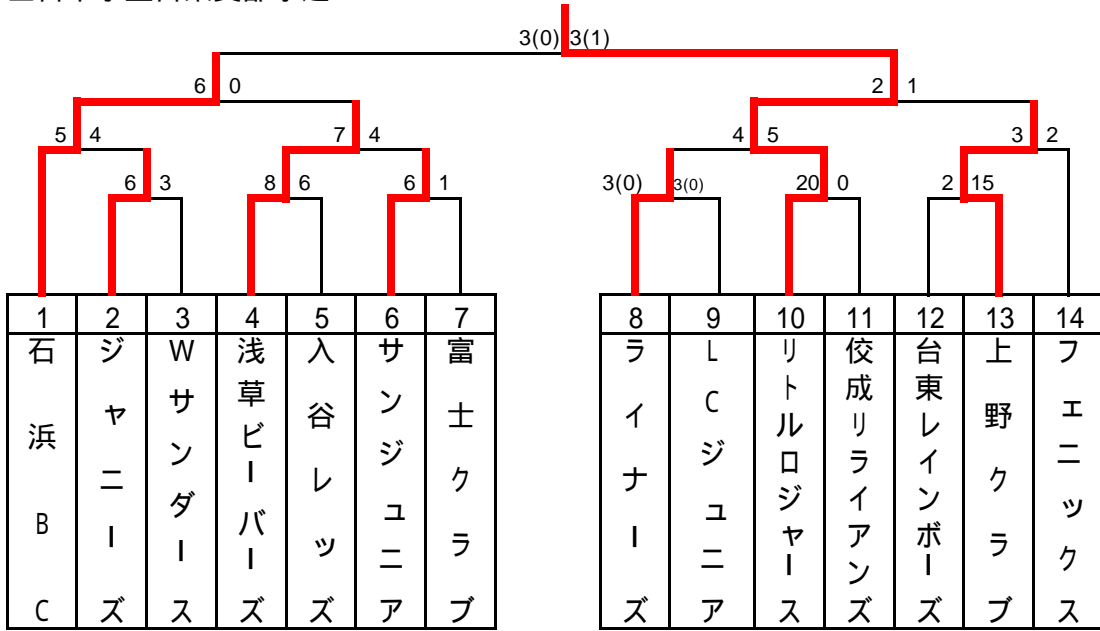 3(0) 3(1)
6 0 2 1
5 4 7 4 4 5 3 2
6 3 8 6 6 1 3(0) 3(0) 20 0 2 15
1 2 3 4 5 6 7 8 9 10 11 12 13 14
石浜BC
ジャニーズ
Wサンダース
浅草ビーバーズ
入谷レッズ
サンジュニア
富士クラブ
ライナーズ
LCジュニア
リトルロジャース
佼成リライアンズ
台東レインボーズ
上野クラブ
フェニックス